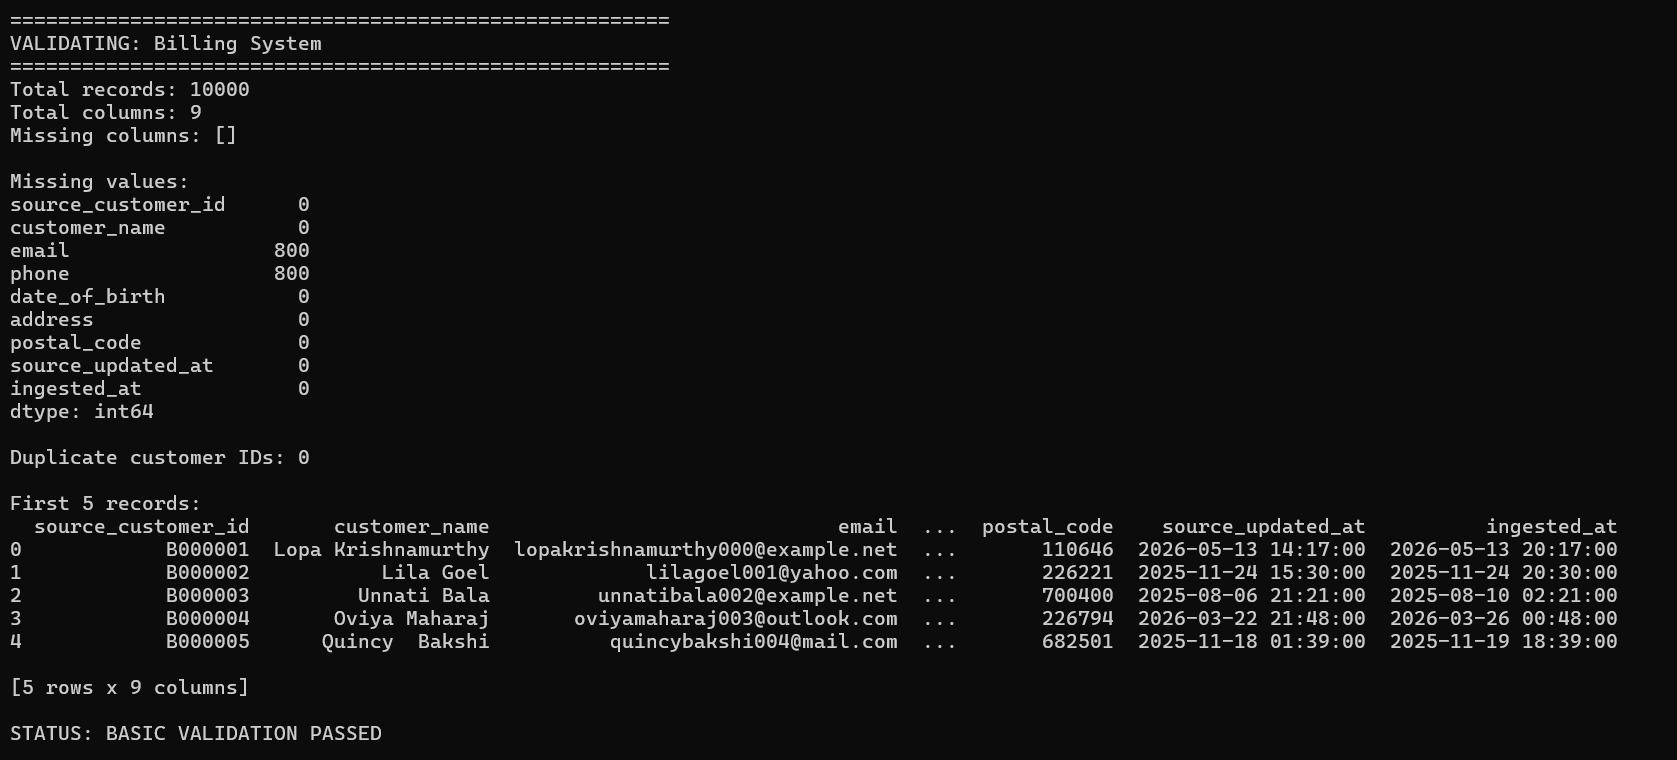 =======================================================
VALIDATING: Billing System
=======================================================
Total records: 10000
Total columns: 9
Missing columns: []

Missing values:
source_customer_id      0
customer_name           0
email                 800
phone                 800
date_of_birth           0
address                 0
postal_code             0
source_updated_at       0
ingested_at             0
dtype: int64

Duplicate customer IDs: 0

First 5 records:
  source_customer_id       customer_name                             email  ...  postal_code    source_updated_at          ingested_at
0            B000001  Lopa Krishnamurthy  lopakrishnamurthy000@example.net  ...       110646  2026-05-13 14:17:00  2026-05-13 20:17:00
1            B000002           Lila Goel             lilagoel001@yahoo.com  ...       226221  2025-11-24 15:30:00  2025-11-24 20:30:00
2            B000003         Unnati Bala         unnatibala002@example.net  ...       700400  2025-08-06 21:21:00  2025-08-10 02:21:00
3            B000004       Oviya Maharaj       oviyamaharaj003@outlook.com  ...       226794  2026-03-22 21:48:00  2026-03-26 00:48:00
4            B000005      Quincy  Bakshi          quincybakshi004@mail.com  ...       682501  2025-11-18 01:39:00  2025-11-19 18:39:00

[5 rows x 9 columns]

STATUS: BASIC VALIDATION PASSED